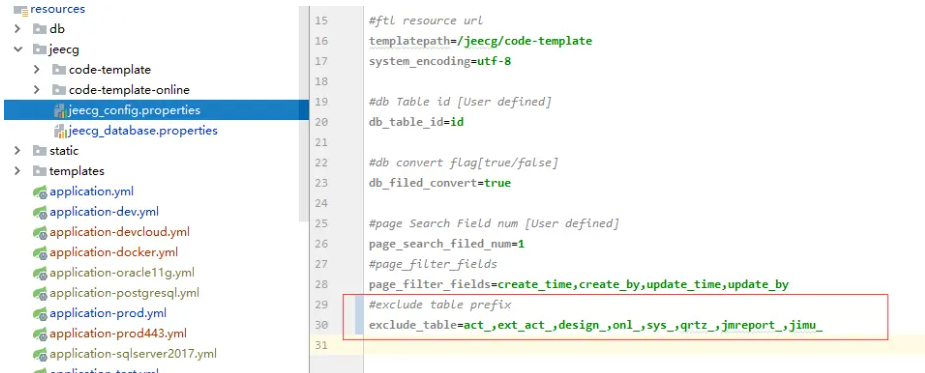 resources
db
jeecg
code-template
code-template-online
jeecg_config.properties
jeecg_database.properties
static
templates
application.yml
application-dev.yml
application-devcloud.yml
application-docker.yml
application-oracle11g.yml
application-postgresql.yml
application-prod.yml
application-prod443.yml
application-sqlserver2017.yml
application-test.yml
15 #ftl resource url
16 templatepath=/jeecg/code-template
17 system_encoding=utf-8
18
19 #db Table id [User defined]
20 db_table_id=id
21
22 #db convert flag[true/false]
23 db_filed_convert=true
24
25 #page Search Field num [User defined]
26 page_search_filed_num=1
27 #page_filter_fields
28 page_filter_fields=create_time,create_by,update_time,update_by
29 #exclude table prefix
30 exclude_table=act_,ext_act_,design_,onl_,sys_,qrtz_,jmreport_,jimu_
31